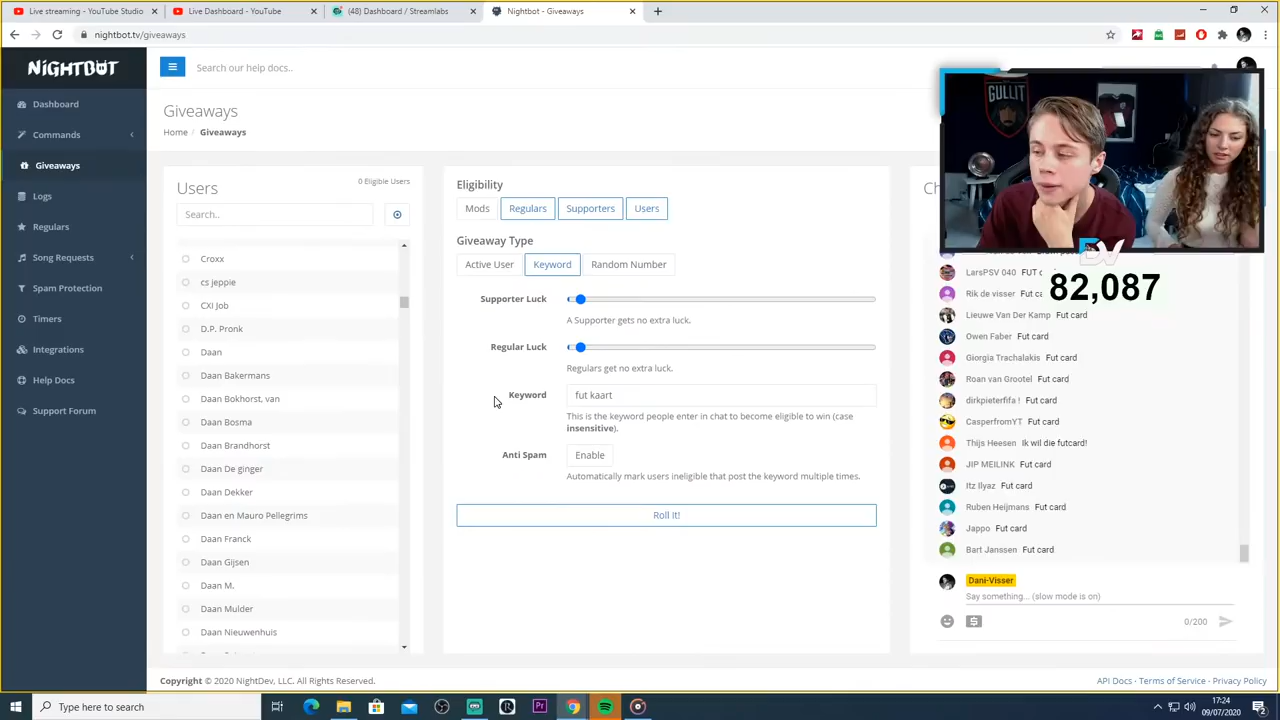 Live streaming - YouTube Studio
Live Dashboard - YouTube
(48) Dashboard / Streamlabs
Nightbot - Giveaways
nightbot.tv/giveaways
NiGHTBOT
Search our help docs..
Dashboard
Commands
Giveaways
Logs
Regulars
Song Requests
Spam Protection
Timers
Integrations
Help Docs
Support Forum
Giveaways
Home / Giveaways
Users
0 Eligible Users
Search..
Croxx
cs jeppie
CXI Job
D.P. Pronk
Daan
Daan Bakermans
Daan Bokhorst, van
Daan Bosma
Daan Brandhorst
Daan De ginger
Daan Dekker
Daan en Mauro Pellegrims
Daan Franck
Daan Gijsen
Daan M.
Daan Mulder
Daan Nieuwenhuis
Eligibility
Mods
Regulars
Supporters
Users
Giveaway Type
Active User
Keyword
Random Number
Supporter Luck
A Supporter gets no extra luck.
Regular Luck
Regulars get no extra luck.
Keyword
fut kaart
This is the keyword people enter in chat to become eligible to win (case
insensitive).
Anti Spam
Enable
Automatically mark users ineligible that post the keyword multiple times.
Roll It!
GULLIT
DV
82,087
LarsPSV 040 FUT
Rik de visser Fut
Lieuwe Van Der Kamp Fut card
Owen Faber Fut card
Giorgia Trachalakis Fut card
Roan van Grootel Fut card
dirkpieterfifa ! Fut card
CasperfromYT Fut card
Thijs Heesen Ik wil die futcard!
JIP MEILINK Fut card
Itz Ilyaz Fut card
Ruben Heijmans Fut card
Jappo Fut card
Bart Janssen Fut card
Dani-Visser
Say something... (slow mode is on)
0/200
Copyright © 2020 NightDev, LLC. All Rights Reserved.
API Docs · Terms of Service · Privacy Policy
Type here to search
17:24
09/07/2020
2